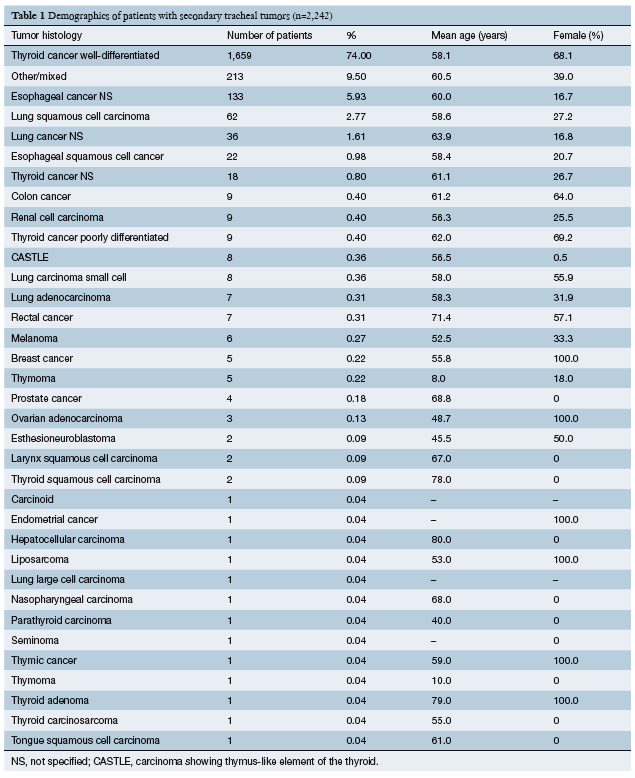 Table 1 Demographics of patients with secondary tracheal tumors (n=2,242)
Tumor histology Number of patients % Mean age (years) Female (%)
Thyroid cancer well-differentiated 1,659 74.00 58.1 68.1
Other/mixed 213 9.50 60.5 39.0
Esophageal cancer NS 133 5.93 60.0 16.7
Lung squamous cell carcinoma 62 2.77 58.6 27.2
Lung cancer NS 36 1.61 63.9 16.8
Esophageal squamous cell cancer 22 0.98 58.4 20.7
Thyroid cancer NS 18 0.80 61.1 26.7
Colon cancer 9 0.40 61.2 64.0
Renal cell carcinoma 9 0.40 56.3 25.5
Thyroid cancer poorly differentiated 9 0.40 62.0 69.2
CASTLE 8 0.36 56.5 0.5
Lung carcinoma small cell 8 0.36 58.0 55.9
Lung adenocarcinoma 7 0.31 58.3 31.9
Rectal cancer 7 0.31 71.4 57.1
Melanoma 6 0.27 52.5 33.3
Breast cancer 5 0.22 55.8 100.0
Thymoma 5 0.22 8.0 18.0
Prostate cancer 4 0.18 68.8 0
Ovarian adenocarcinoma 3 0.13 48.7 100.0
Esthesioneuroblastoma 2 0.09 45.5 50.0
Larynx squamous cell carcinoma 2 0.09 67.0 0
Thyroid squamous cell carcinoma 2 0.09 78.0 0
Carcinoid 1 0.04 – –
Endometrial cancer 1 0.04 – 100.0
Hepatocellular carcinoma 1 0.04 80.0 0
Liposarcoma 1 0.04 53.0 100.0
Lung large cell carcinoma 1 0.04 – –
Nasopharyngeal carcinoma 1 0.04 68.0 0
Parathyroid carcinoma 1 0.04 40.0 0
Seminoma 1 0.04 – 0
Thymic cancer 1 0.04 59.0 100.0
Thymoma 1 0.04 10.0 0
Thyroid adenoma 1 0.04 79.0 100.0
Thyroid carcinosarcoma 1 0.04 55.0 0
Tongue squamous cell carcinoma 1 0.04 61.0 0
NS, not specified; CASTLE, carcinoma showing thymus-like element of the thyroid.